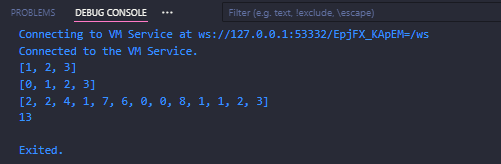 PROBLEMS DEBUG CONSOLE ··· Filter (e.g. text, !exclude, \escape)
Connecting to VM Service at ws://127.0.0.1:53332/EpjFX_KApEM=/ws
Connected to the VM Service.
[1, 2, 3]
[0, 1, 2, 3]
[2, 2, 4, 1, 7, 6, 0, 0, 8, 1, 1, 2, 3]
13
Exited.